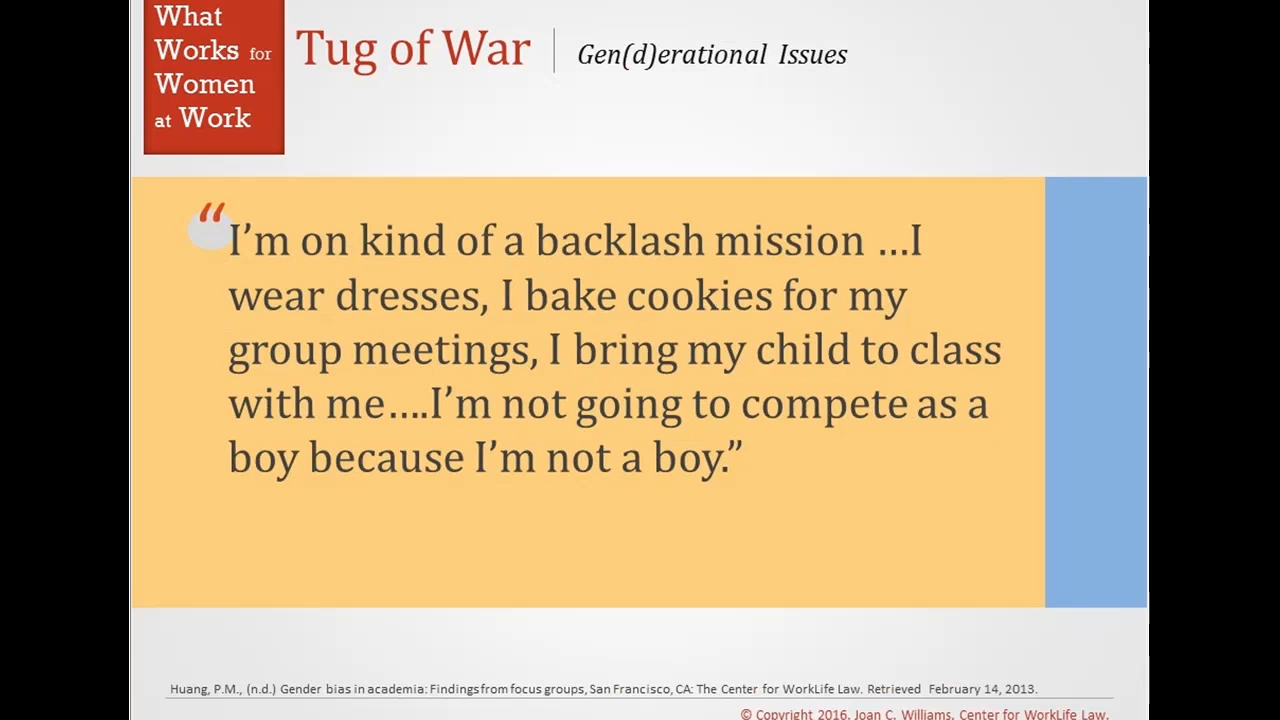 What
Works for
Women
at Work
Tug of War
Gen(d)erational Issues
“I’m on kind of a backlash mission …I
wear dresses, I bake cookies for my
group meetings, I bring my child to class
with me….I’m not going to compete as a
boy because I’m not a boy.”
Huang, P.M., (n.d.) Gender bias in academia: Findings from focus groups, San Francisco, CA: The Center for WorkLife Law. Retrieved February 14, 2013.
© Copyright 2016. Joan C. Williams. Center for WorkLife Law.